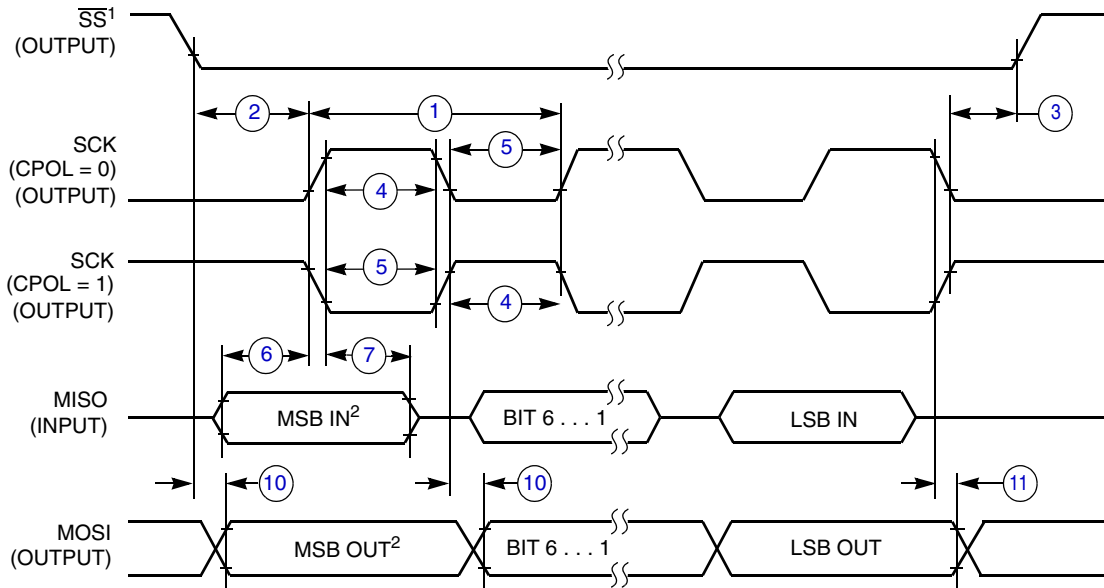 SS¹
(OUTPUT)
2
1
3
SCK
(CPOL = 0)
(OUTPUT)
5
4
SCK
(CPOL = 1)
(OUTPUT)
5
4
6
7
MISO
(INPUT)
MSB IN²
BIT 6 . . . 1
LSB IN
10
10
11
MOSI
(OUTPUT)
MSB OUT²
BIT 6 . . . 1
LSB OUT